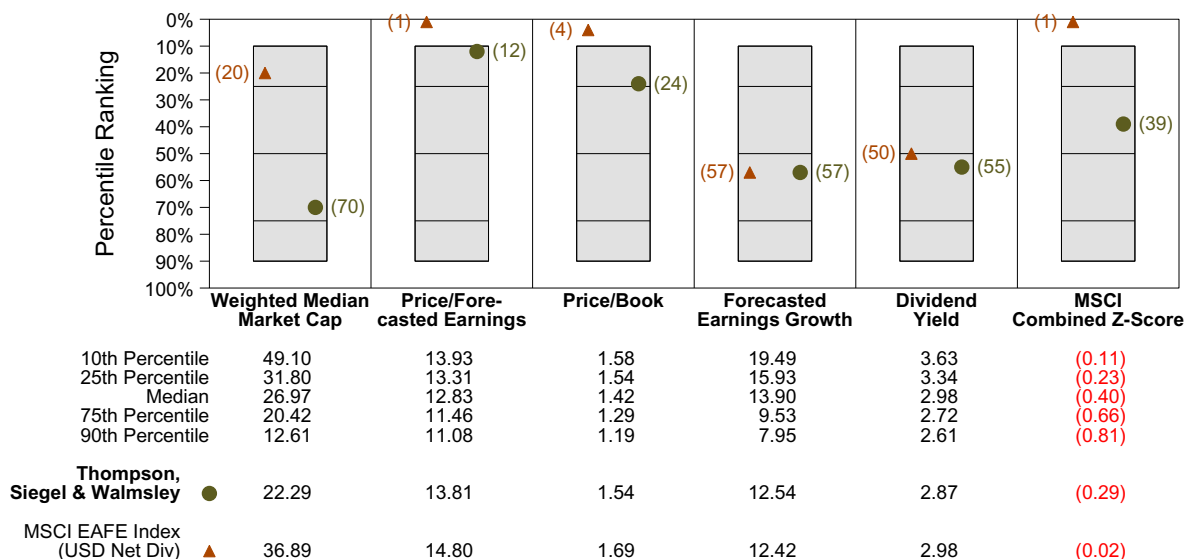 Percentile Ranking
0%
10%
20%
30%
40%
50%
60%
70%
80%
90%
100%
(20)
(70)
(1)
(12)
(4)
(24)
(57)
(57)
(50)
(55)
(1)
(39)
Weighted Median
Market Cap
Price/Fore-
casted Earnings
Price/Book
Forecasted
Earnings Growth
Dividend
Yield
MSCI
Combined Z-Score
10th Percentile 49.10 13.93 1.58 19.49 3.63 (0.11)
25th Percentile 31.80 13.31 1.54 15.93 3.34 (0.23)
Median 26.97 12.83 1.42 13.90 2.98 (0.40)
75th Percentile 20.42 11.46 1.29 9.53 2.72 (0.66)
90th Percentile 12.61 11.08 1.19 7.95 2.61 (0.81)
Thompson,
Siegel & Walmsley 22.29 13.81 1.54 12.54 2.87 (0.29)
MSCI EAFE Index
(USD Net Div) 36.89 14.80 1.69 12.42 2.98 (0.02)